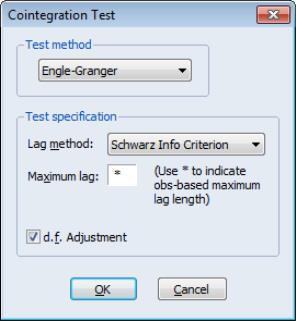 Cointegration Test
Test method
Engle-Granger
Test specification
Lag method: Schwarz Info Criterion
Maximum lag: * (Use * to indicate
obs-based maximum
lag length)
d.f. Adjustment
OK Cancel